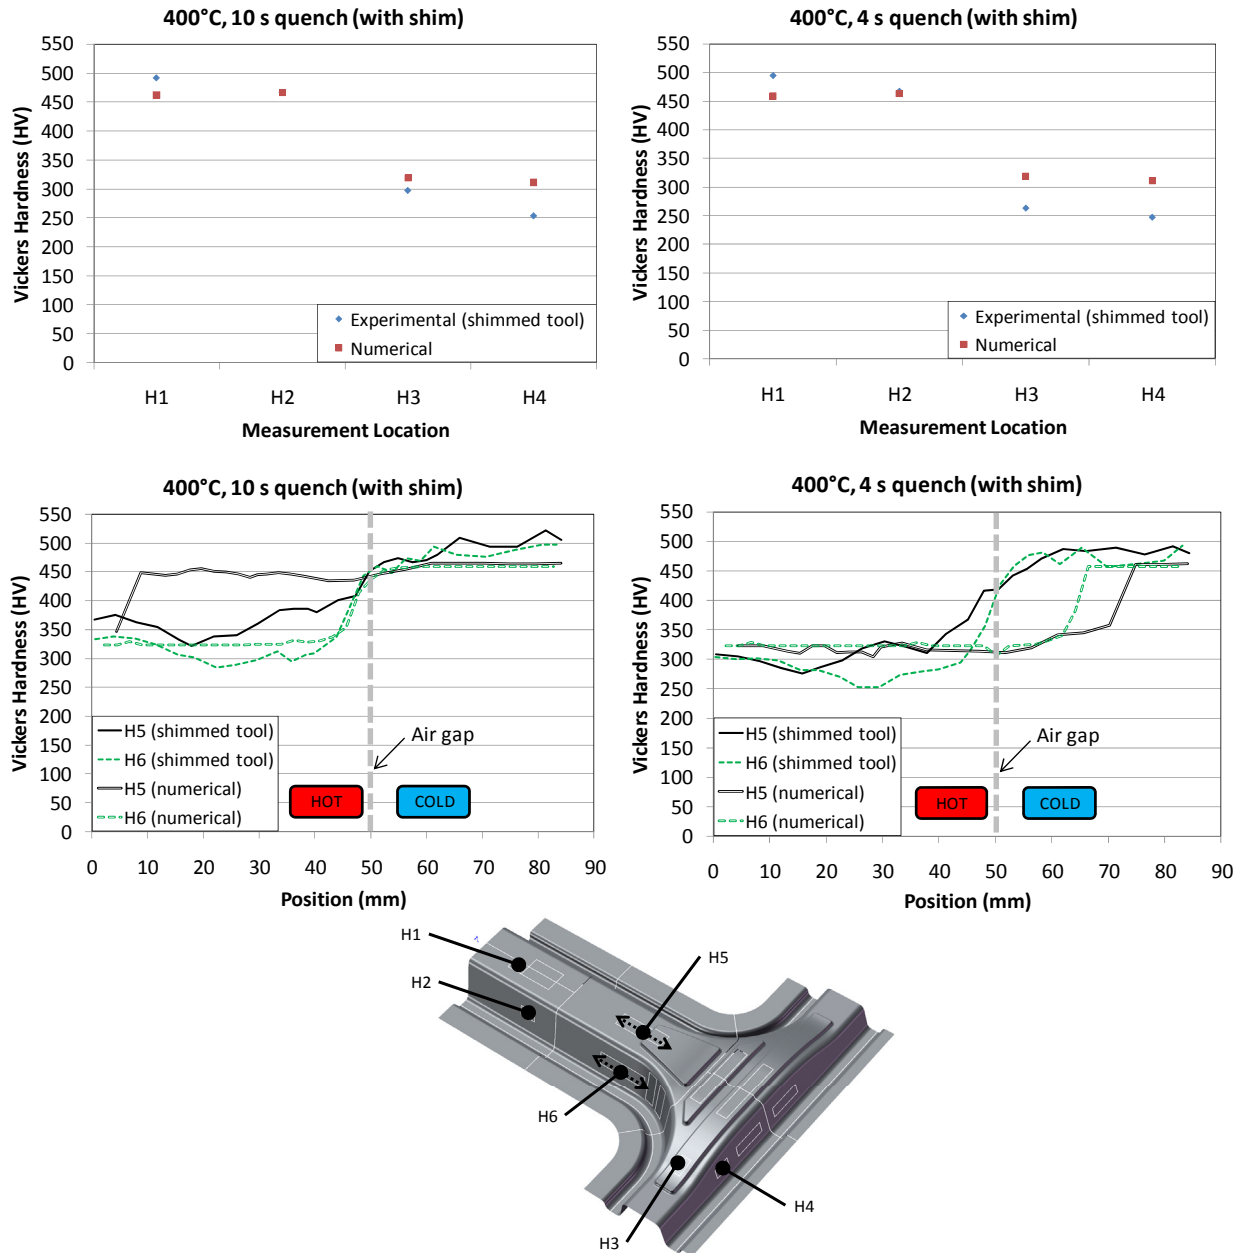 400°C, 10 s quench (with shim)
550
500
450
400
350
300
250
200
150
100
50
0
Vickers Hardness (HV)
Experimental (shimmed tool)
Numerical
H1 H2 H3 H4
Measurement Location
400°C, 4 s quench (with shim)
550
500
450
400
350
300
250
200
150
100
50
0
Vickers Hardness (HV)
Experimental (shimmed tool)
Numerical
H1 H2 H3 H4
Measurement Location
400°C, 10 s quench (with shim)
550
500
450
400
350
300
250
200
150
100
50
0
Vickers Hardness (HV)
H5 (shimmed tool)
H6 (shimmed tool)
H5 (numerical)
H6 (numerical)
Air gap
HOT COLD
0 10 20 30 40 50 60 70 80 90
Position (mm)
400°C, 4 s quench (with shim)
550
500
450
400
350
300
250
200
150
100
50
0
Vickers Hardness (HV)
H5 (shimmed tool)
H6 (shimmed tool)
H5 (numerical)
H6 (numerical)
Air gap
HOT COLD
0 10 20 30 40 50 60 70 80 90
Position (mm)
H1
H5
H2
H6
H4
H3